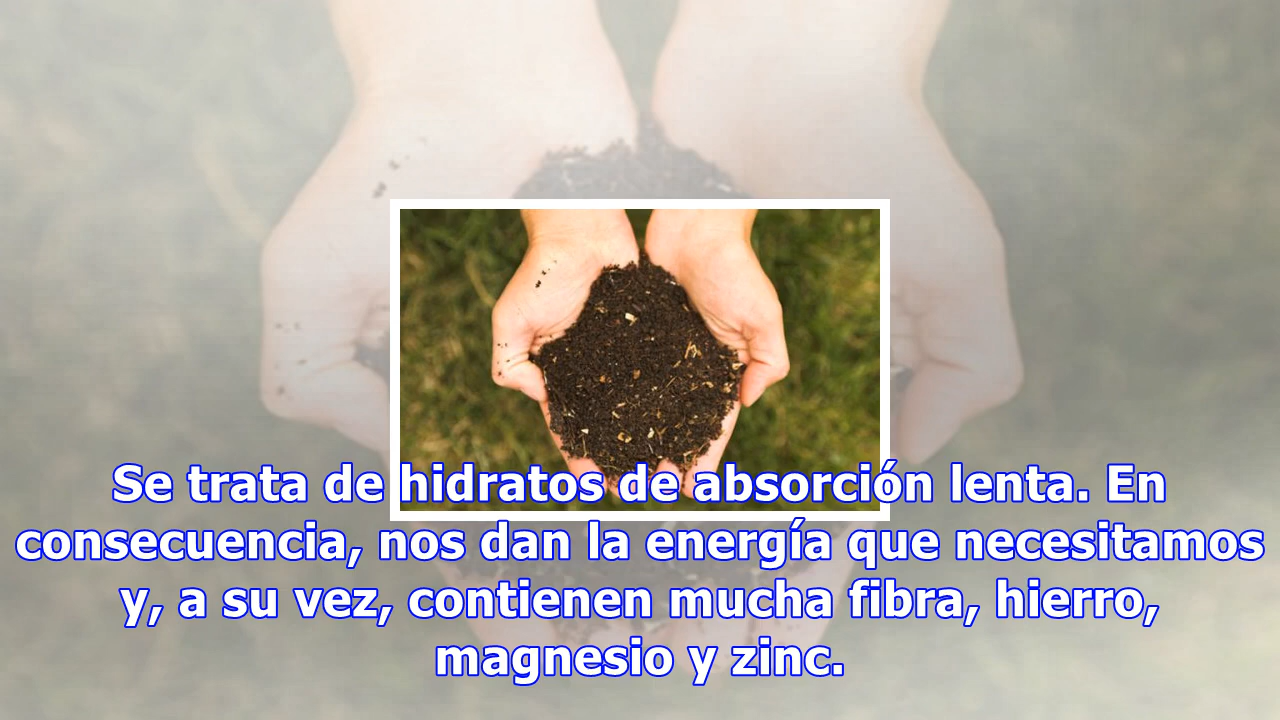 Se trata de hidratos de absorción lenta. En
consecuencia, nos dan la energía que necesitamos
y, a su vez, contienen mucha fibra, hierro,
magnesio y zinc.